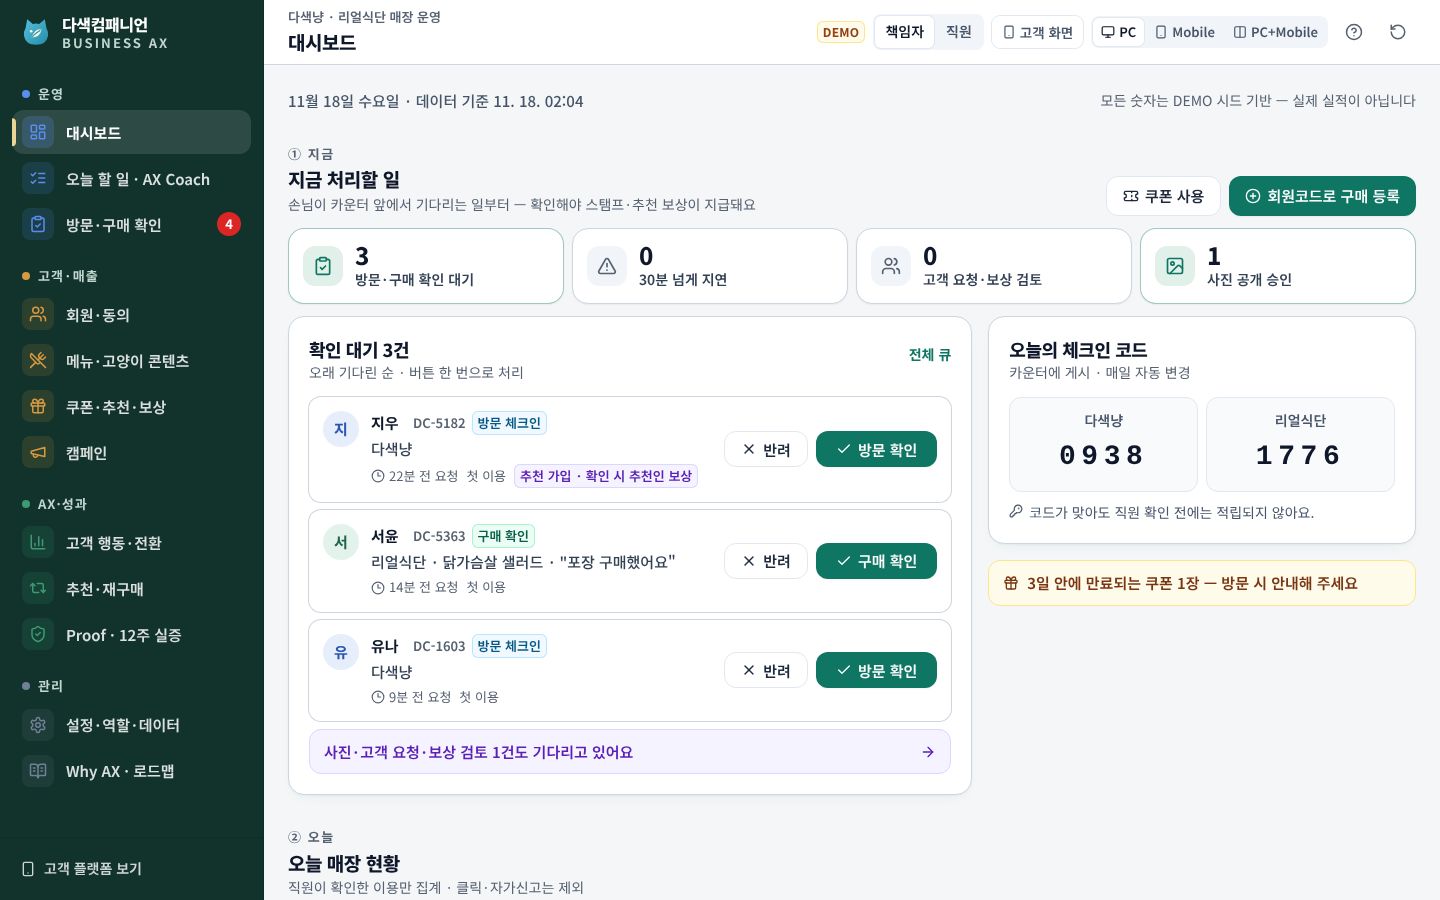 다색컴패니언
BUSINESS AX
운영
대시보드
오늘 할 일 · AX Coach
방문·구매 확인 4
고객·매출
회원·동의
메뉴·고양이 콘텐츠
쿠폰·추천·보상
캠페인
AX·성과
고객 행동·전환
추천·재구매
Proof · 12주 실증
관리
설정·역할·데이터
Why AX · 로드맵
고객 플랫폼 보기
다색냥 · 리얼식단 매장 운영
대시보드
DEMO 책임자 직원 고객 화면 PC Mobile PC+Mobile
11월 18일 수요일 · 데이터 기준 11. 18. 02:04
모든 숫자는 DEMO 시드 기반 — 실제 실적이 아닙니다
① 지금
지금 처리할 일
손님이 카운터 앞에서 기다리는 일부터 — 확인해야 스탬프·추천 보상이 지급돼요
쿠폰 사용 회원코드로 구매 등록
3
방문·구매 확인 대기
0
30분 넘게 지연
0
고객 요청·보상 검토
1
사진 공개 승인
확인 대기 3건
오래 기다린 순 · 버튼 한 번으로 처리
전체 큐
지 지우 DC-5182 방문 체크인
다색냥
22분 전 요청 첫 이용 추천 가입 · 확인 시 추천인 보상
반려 방문 확인
서 서윤 DC-5363 구매 확인
리얼식단 · 닭가슴살 샐러드 · "포장 구매했어요"
14분 전 요청 첫 이용
반려 구매 확인
유 유나 DC-1603 방문 체크인
다색냥
9분 전 요청 첫 이용
반려 방문 확인
사진·고객 요청·보상 검토 1건도 기다리고 있어요
오늘의 체크인 코드
카운터에 게시 · 매일 자동 변경
다색냥
0938
리얼식단
1776
코드가 맞아도 직원 확인 전에는 적립되지 않아요.
3일 안에 만료되는 쿠폰 1장 — 방문 시 안내해 주세요
② 오늘
오늘 매장 현황
직원이 확인한 이용만 집계 · 클릭·자가신고는 제외